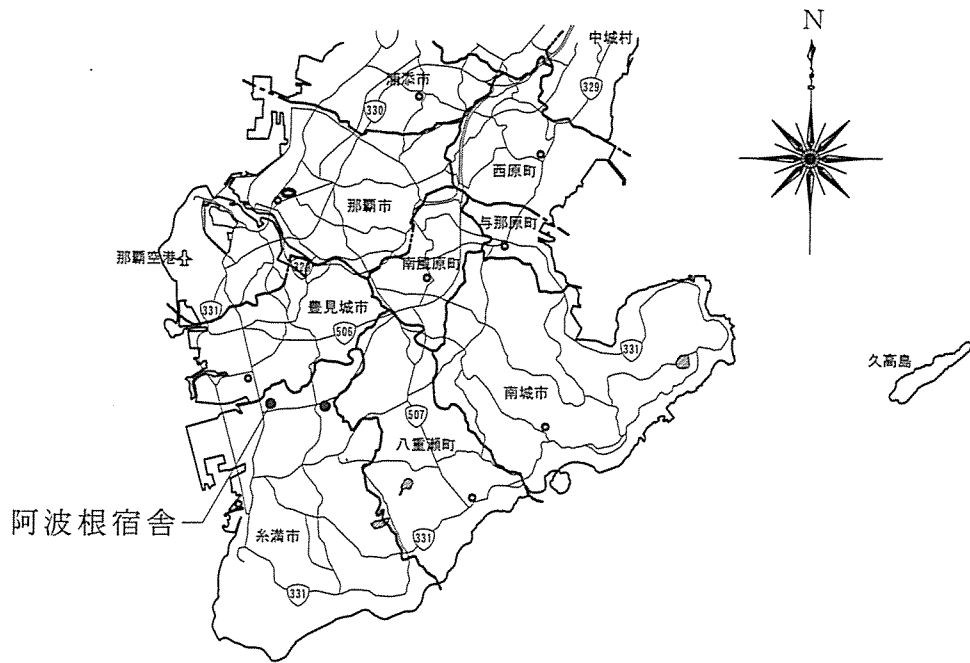 N
中城村
浦添市
330
329
西原町
那覇市
与那原町
那覇空港
南風原町
331
豊見城市
506
331
久高島
南城市
507
八重瀬町
阿波根宿舎
糸満市
331
331